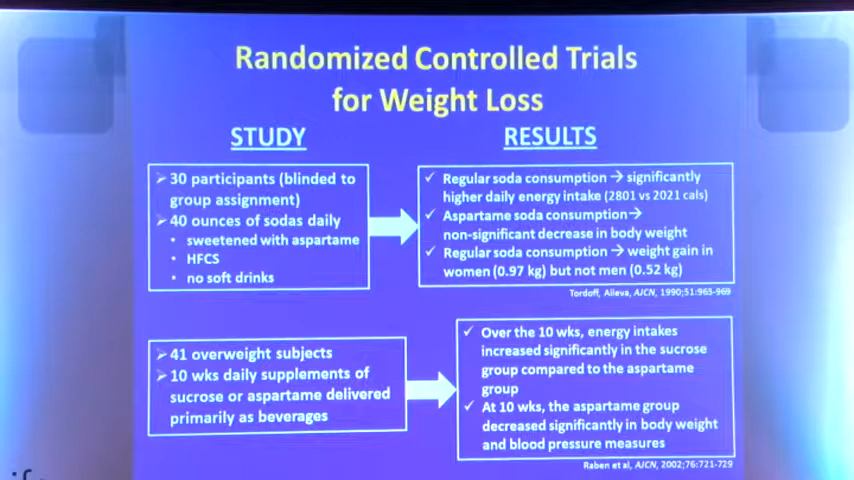 Randomized Controlled Trials
for Weight Loss
STUDY
RESULTS
30 participants (blinded to
group assignment)
40 ounces of sodas daily
• sweetened with aspartame
• HFCS
• no soft drinks
✓ Regular soda consumption → significantly
higher daily energy intake (2801 vs 2021 cals)
✓ Aspartame soda consumption→
non-significant decrease in body weight
✓ Regular soda consumption → weight gain in
women (0.97 kg) but not men (0.52 kg)
Tordoff, Alleva, AJCN, 1990;51:963-969
41 overweight subjects
10 wks daily supplements of
sucrose or aspartame delivered
primarily as beverages
✓ Over the 10 wks, energy intakes
increased significantly in the sucrose
group compared to the aspartame
group
✓ At 10 wks, the aspartame group
decreased significantly in body weight
and blood pressure measures
Raben et al, AJCN, 2002;76:721-729